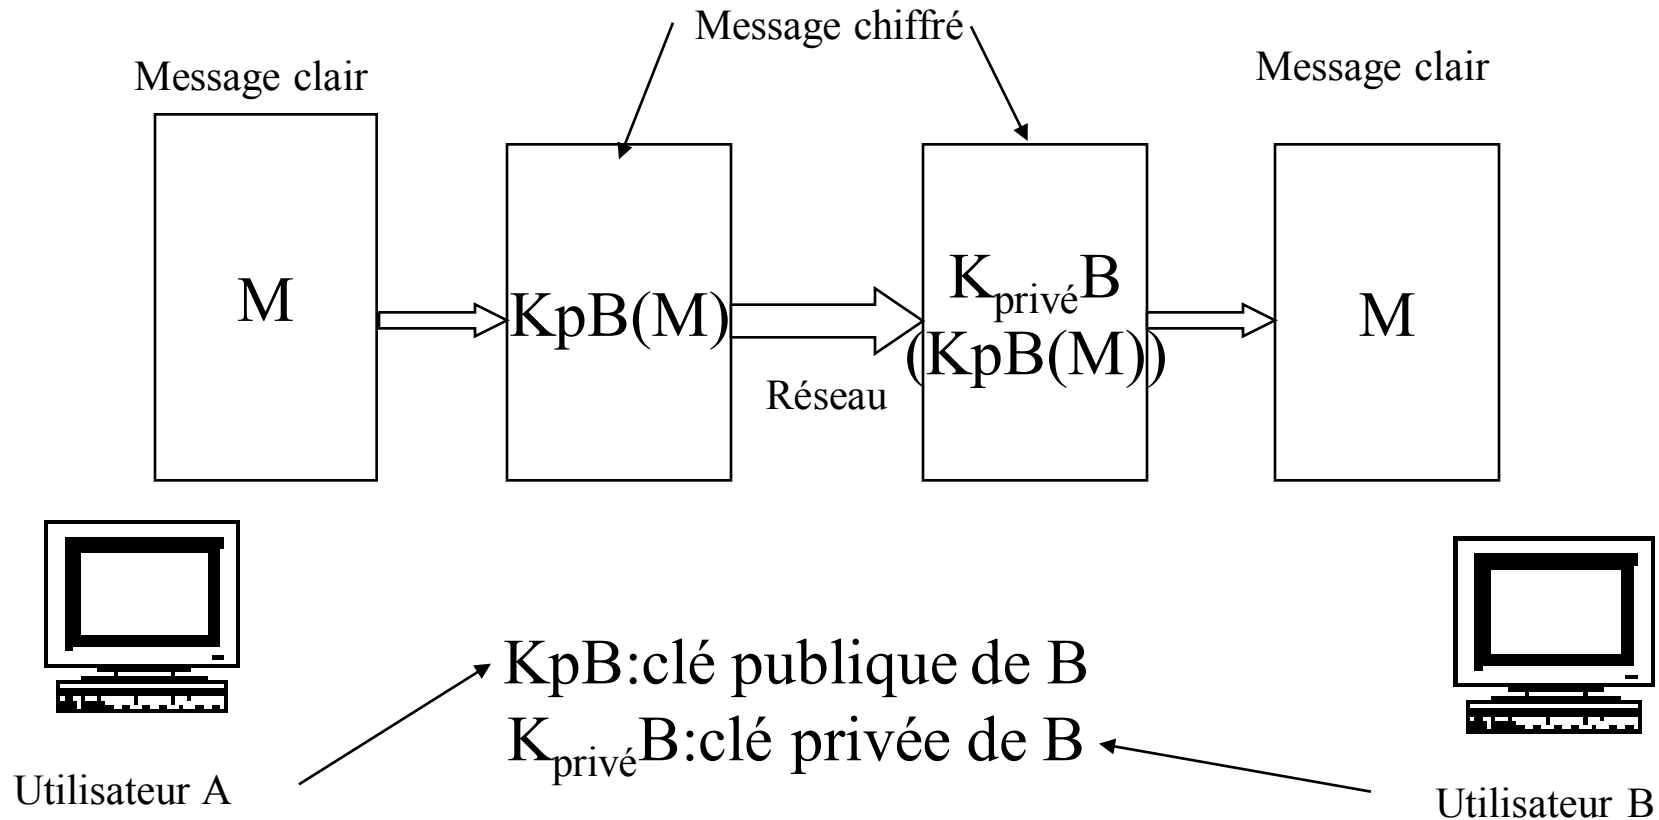 Message chiffré
Message clair
Message clair
M
KpB(M)
KprivéB
(KpB(M))
M
Réseau
KpB:clé publique de B
KprivéB:clé privée de B
Utilisateur A
Utilisateur B